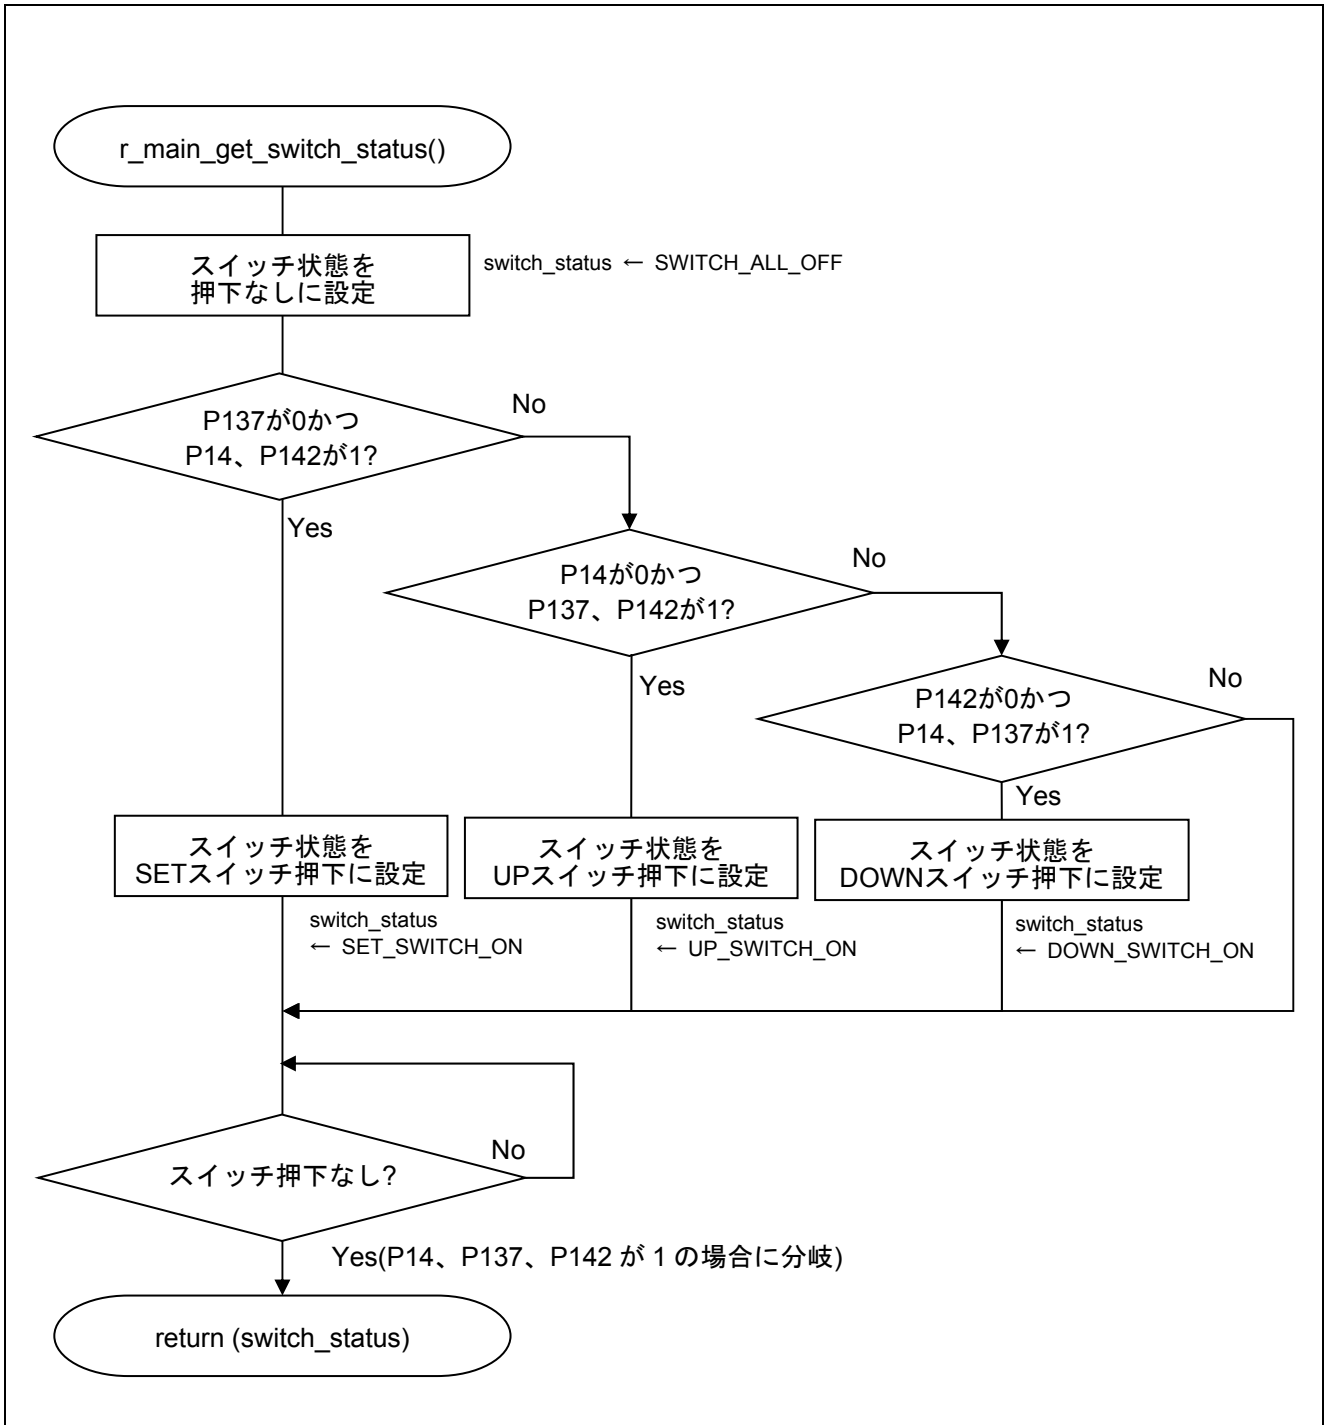 r_main_get_switch_status()
スイッチ状態を
押下なしに設定
switch_status ← SWITCH_ALL_OFF
P137が0かつ
P14、P142が1?
No
Yes
P14が0かつ
P137、P142が1?
No
Yes
P142が0かつ
P14、P137が1?
No
Yes
スイッチ状態を
SETスイッチ押下に設定
switch_status
← SET_SWITCH_ON
スイッチ状態を
UPスイッチ押下に設定
switch_status
← UP_SWITCH_ON
スイッチ状態を
DOWNスイッチ押下に設定
switch_status
← DOWN_SWITCH_ON
スイッチ押下なし?
No
Yes(P14、P137、P142 が 1 の場合に分岐)
return (switch_status)